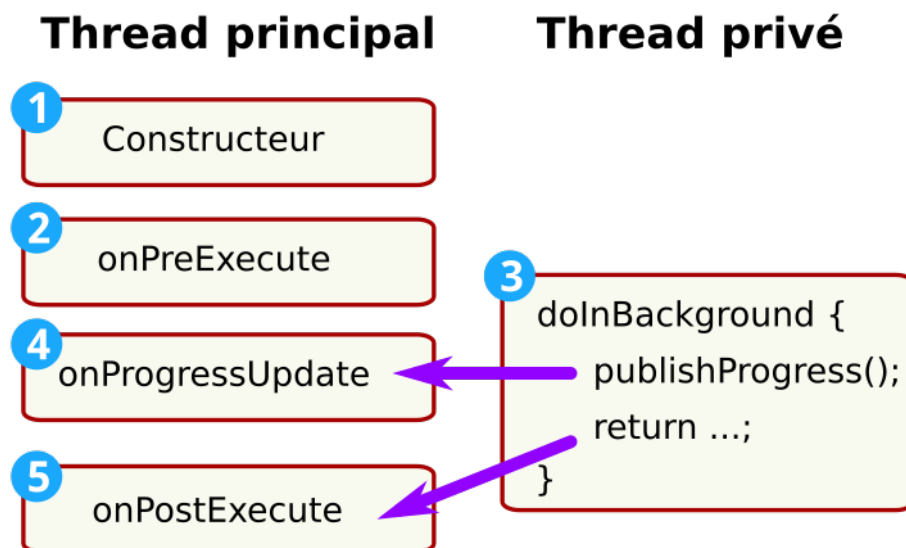 Thread principal
Thread privé
1
Constructeur
2
onPreExecute
3
doInBackground {
publishProgress();
return ...;
}
4
onProgressUpdate
5
onPostExecute